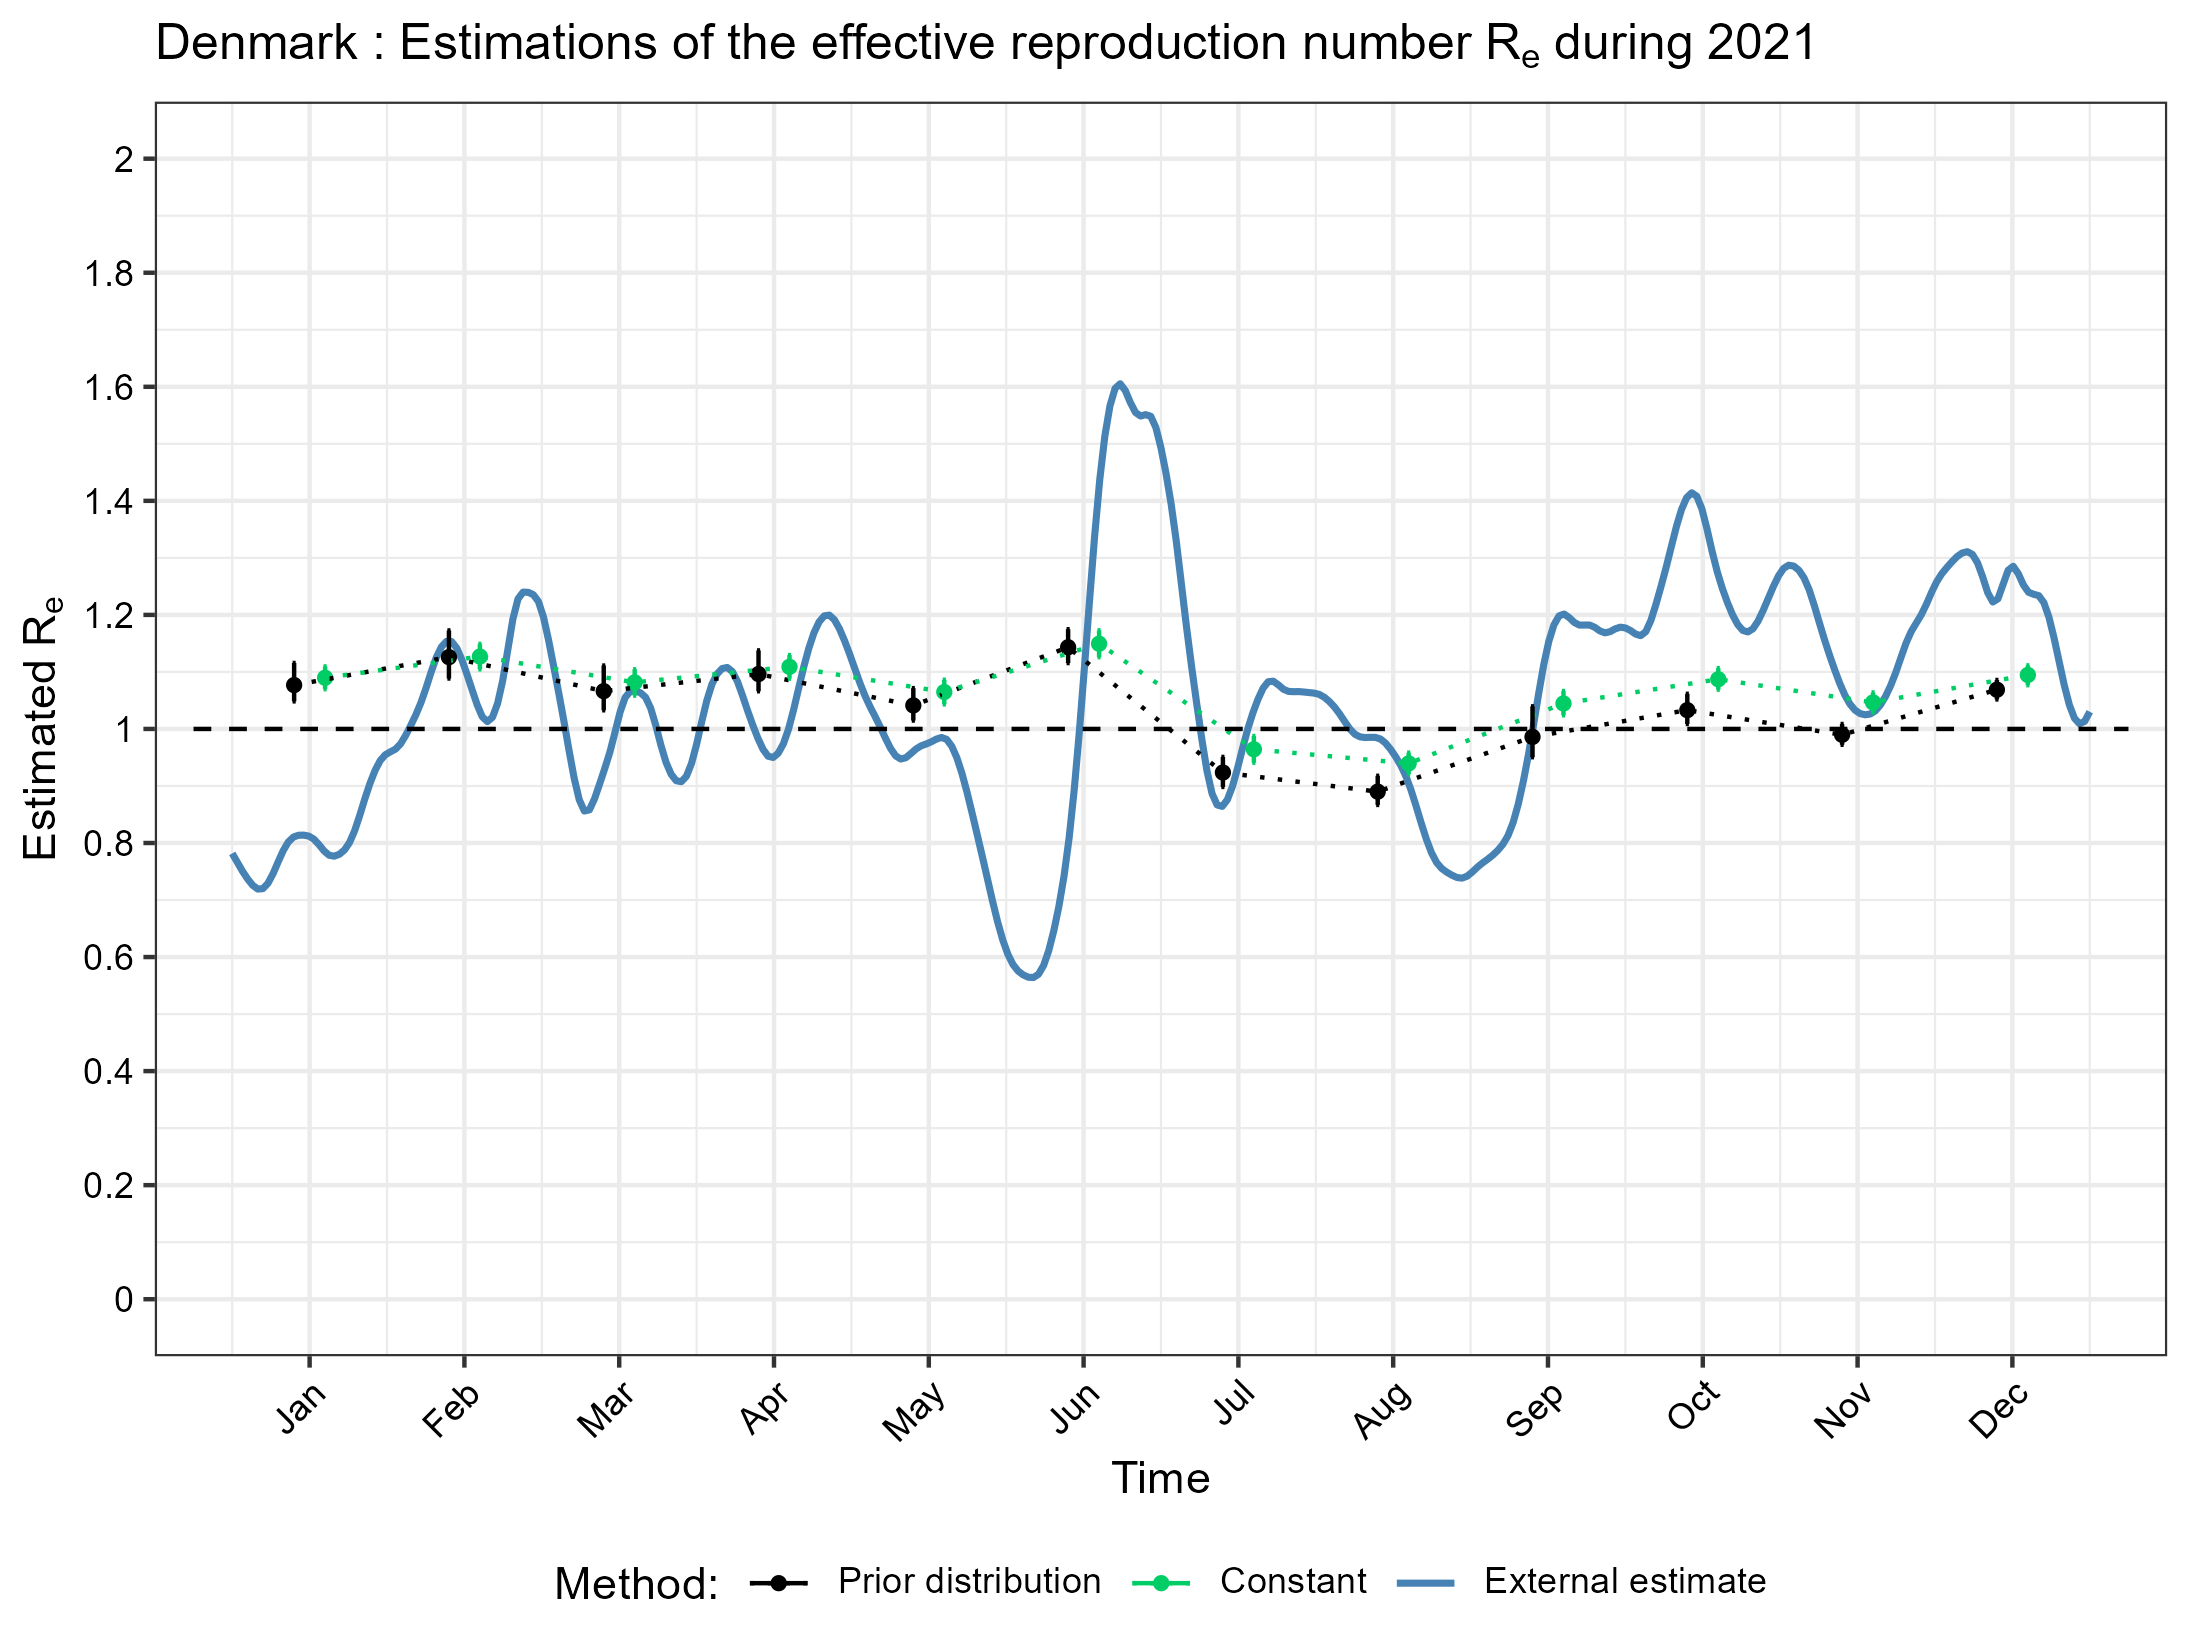 Denmark : Estimations of the effective reproduction number Re during 2021
Estimated Re
2
1.8
1.6
1.4
1.2
1
0.8
0.6
0.4
0.2
0
Jan Feb Mar Apr May Jun Jul Aug Sep Oct Nov Dec
Time
Method: Prior distribution Constant External estimate